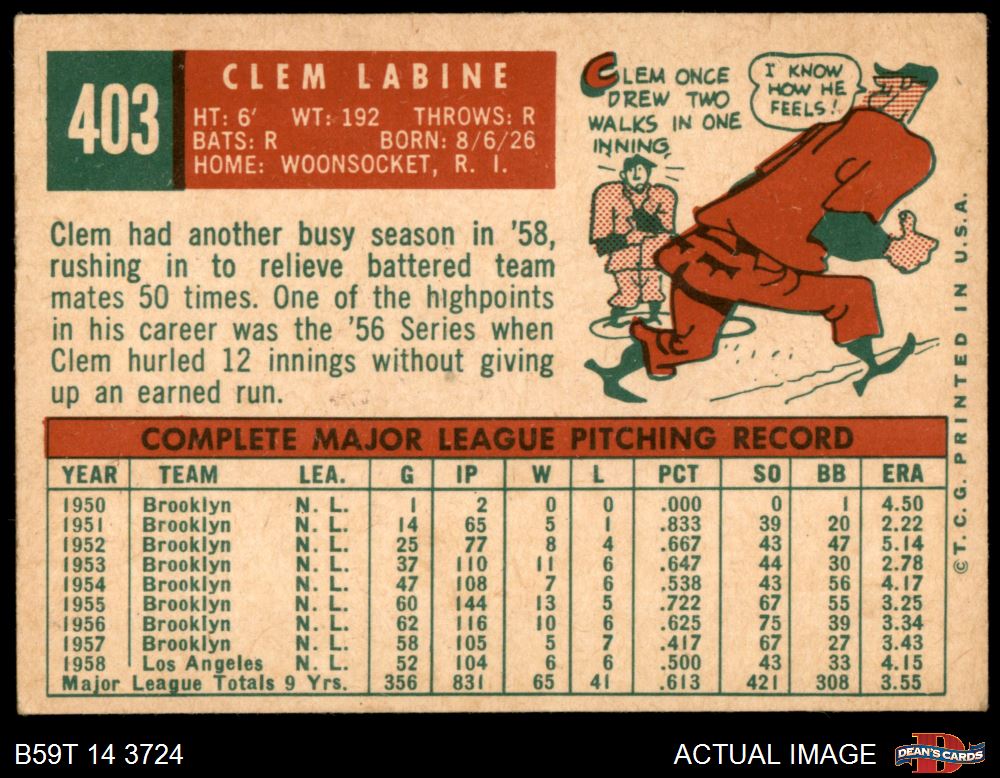 403
CLEM LABINE
HT: 6' WT: 192 THROWS: R
BATS: R BORN: 8/6/26
HOME: WOONSOCKET, R. I.
CLEM ONCE
DREW TWO
WALKS IN ONE
INNING,
I KNOW
HOW HE
FEELS!
Clem had another busy season in '58,
rushing in to relieve battered team
mates 50 times. One of the highpoints
in his career was the '56 Series when
Clem hurled 12 innings without giving
up an earned run.
COMPLETE MAJOR LEAGUE PITCHING RECORD
YEAR TEAM LEA. G IP W L PCT SO BB ERA
1950 Brooklyn N. L. 1 2 0 0 .000 0 1 4.50
1951 Brooklyn N. L. 14 65 5 1 .833 39 20 2.22
1952 Brooklyn N. L. 25 77 8 4 .667 43 47 5.14
1953 Brooklyn N. L. 37 110 11 6 .647 44 30 2.78
1954 Brooklyn N. L. 47 108 7 6 .538 43 56 4.17
1955 Brooklyn N. L. 60 144 13 5 .722 67 55 3.25
1956 Brooklyn N. L. 62 116 10 6 .625 75 39 3.34
1957 Brooklyn N. L. 58 105 5 7 .417 67 27 3.43
1958 Los Angeles N. L. 52 104 6 6 .500 43 33 4.15
Major League Totals 9 Yrs. 356 831 65 41 .613 421 308 3.55
©T. C. G. PRINTED IN U.S.A.
B59T 14 3724
ACTUAL IMAGE
DEAN'S CARDS